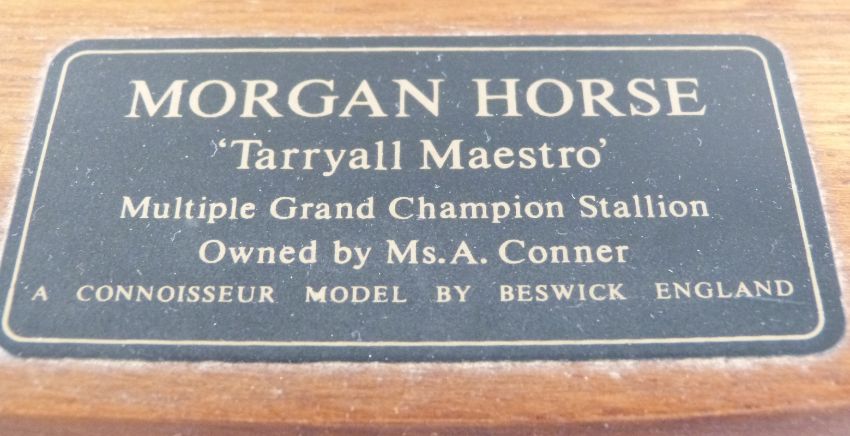 MORGAN HORSE
'Tarryall Maestro'
Multiple Grand Champion Stallion
Owned by Ms.A. Conner
A CONNOISSEUR MODEL BY BESWICK ENGLAND